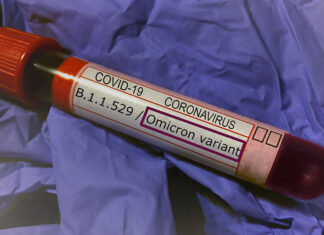 COVID-19 CORONAVIRUS
B.1.1.529 / Omicron variant